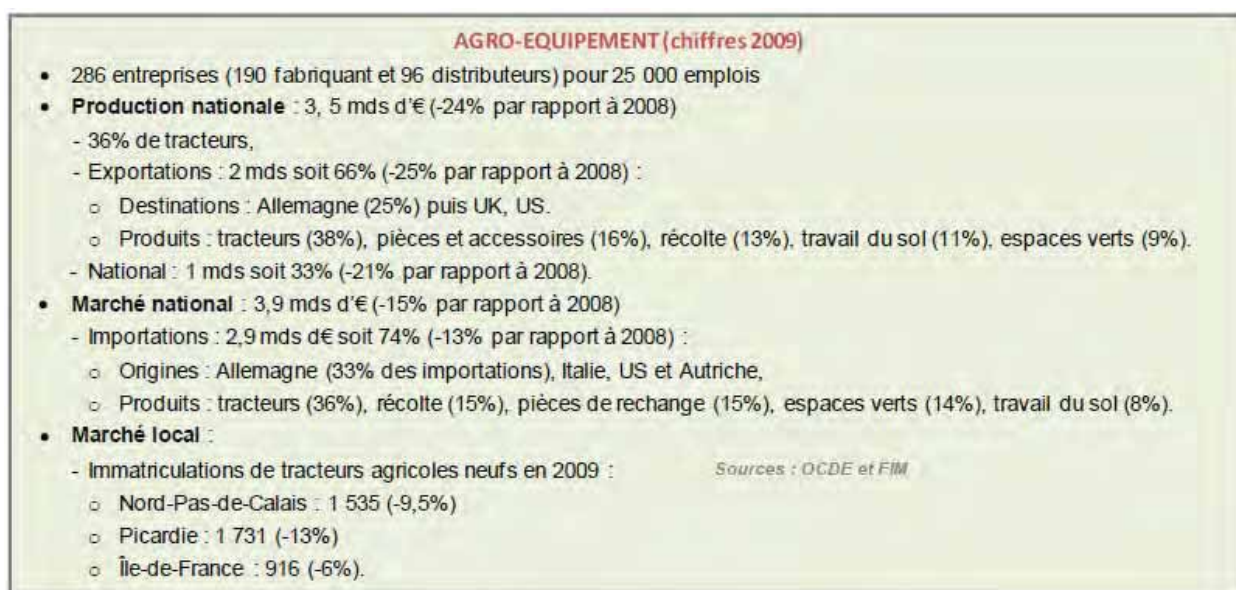 AGRO-EQUIPEMENT (chiffres 2009)
• 286 entreprises (190 fabriquant et 96 distributeurs) pour 25 000 emplois
• Production nationale : 3, 5 mds d'€ (-24% par rapport à 2008)
- 36% de tracteurs,
- Exportations : 2 mds soit 66% (-25% par rapport à 2008) :
o Destinations : Allemagne (25%) puis UK, US.
o Produits : tracteurs (38%), pièces et accessoires (16%), récolte (13%), travail du sol (11%), espaces verts (9%).
- National : 1 mds soit 33% (-21% par rapport à 2008).
• Marché national : 3,9 mds d'€ (-15% par rapport à 2008)
- Importations : 2,9 mds d€ soit 74% (-13% par rapport à 2008) :
o Origines : Allemagne (33% des importations), Italie, US et Autriche,
o Produits : tracteurs (36%), récolte (15%), pièces de rechange (15%), espaces verts (14%), travail du sol (8%).
• Marché local :
- Immatriculations de tracteurs agricoles neufs en 2009 : Sources : OCDE et FIM
o Nord-Pas-de-Calais : 1 535 (-9,5%)
o Picardie : 1 731 (-13%)
o Île-de-France : 916 (-6%).